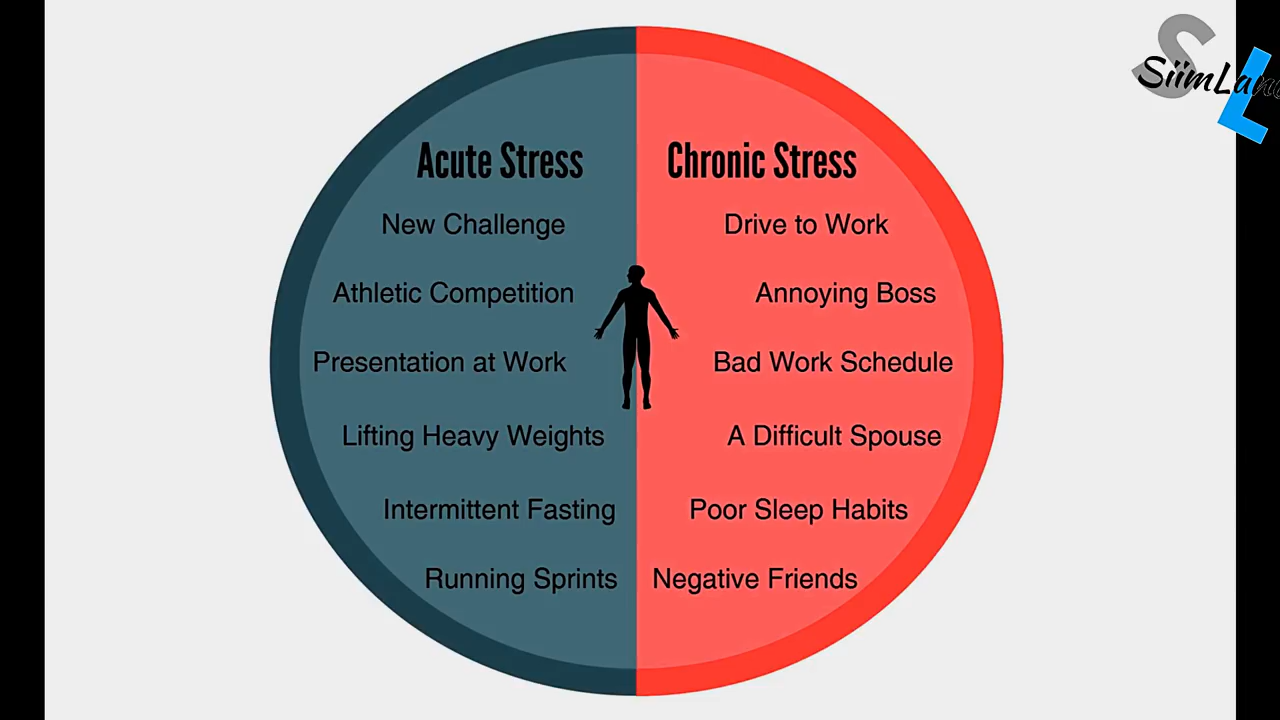 Acute Stress
New Challenge
Athletic Competition
Presentation at Work
Lifting Heavy Weights
Intermittent Fasting
Running Sprints
Chronic Stress
Drive to Work
Annoying Boss
Bad Work Schedule
A Difficult Spouse
Poor Sleep Habits
Negative Friends
S
L
SiimLan